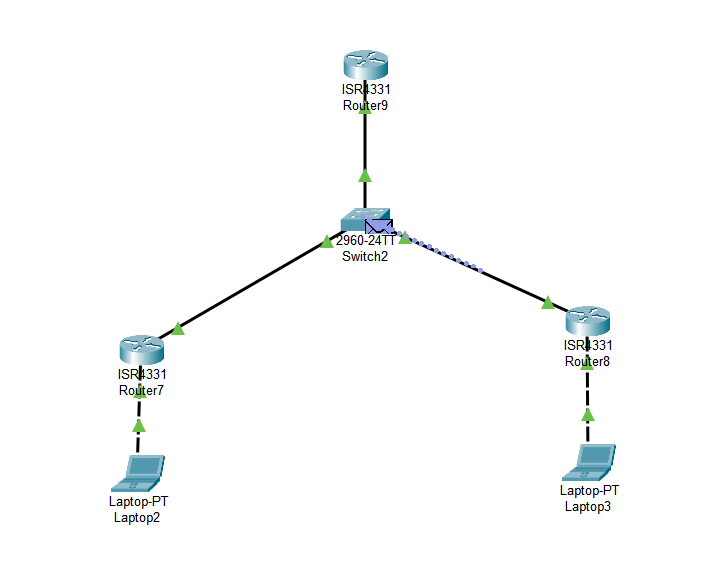 ISR4331
Router9
2960-24TT
Switch2
ISR4331
Router7
ISR4331
Router8
Laptop-PT
Laptop2
Laptop-PT
Laptop3